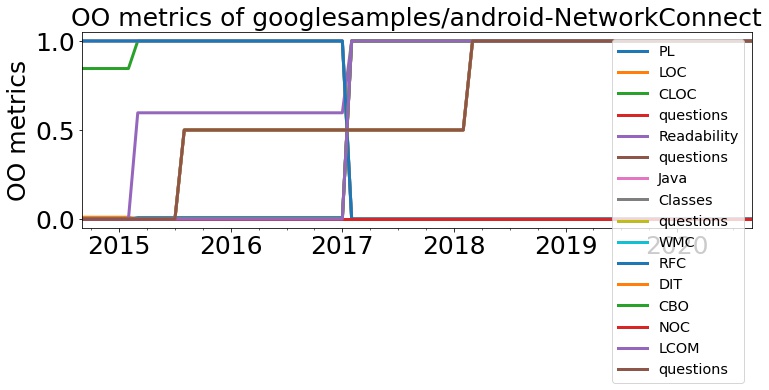 OO metrics of googlesamples/android-NetworkConnect
OO metrics
1.0
0.5
0.0
2015 2016 2017 2018 2019 2020
PL
LOC
CLOC
questions
Readability
questions
Java
Classes
questions
WMC
RFC
DIT
CBO
NOC
LCOM
questions